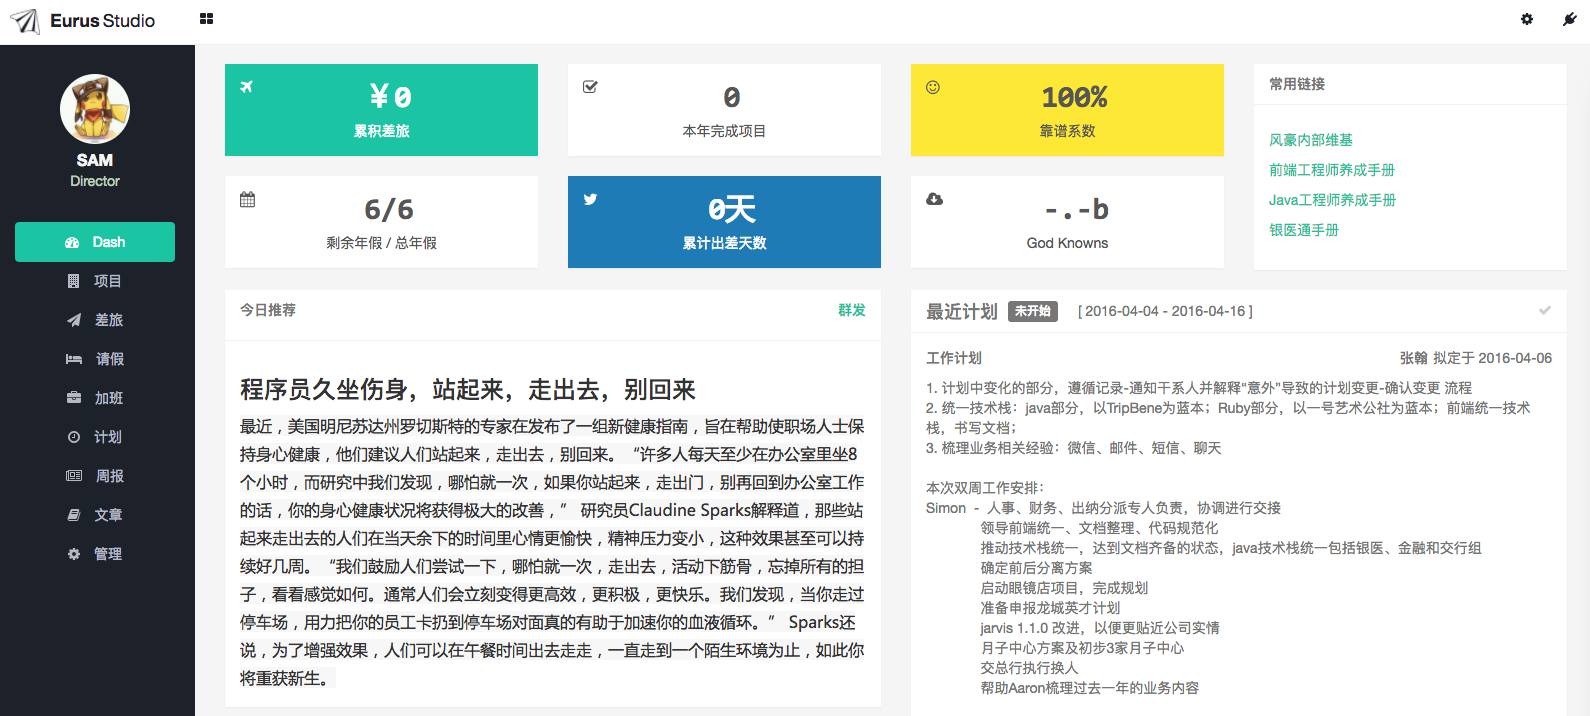 Eurus Studio
SAM
Director
Dash
项目
差旅
请假
加班
计划
周报
文章
管理
¥0
累积差旅
0
本年完成项目
100%
靠谱系数
6/6
剩余年假 / 总年假
0天
累计出差天数
-.-b
God Knowns
常用链接
风豪内部维基
前端工程师养成手册
Java工程师养成手册
银医通手册
今日推荐 群发
程序员久坐伤身，站起来，走出去，别回来
最近，美国明尼苏达州罗切斯特的专家在发布了一组新健康指南，旨在帮助使职场人士保
持身心健康，他们建议人们站起来，走出去，别回来。 “许多人每天至少在办公室里坐8
个小时，而研究中我们发现，哪怕就一次，如果你站起来，走出门，别再回到办公室工作
的话，你的身心健康状况将获得极大的改善，” 研究员Claudine Sparks解释道，那些站
起来走出去的人们在当天余下的时间里心情更愉快，精神压力变小，这种效果甚至可以持
续好几周。 “我们鼓励人们尝试一下，哪怕就一次，走出去，活动下筋骨，忘掉所有的担
子，看看感觉如何。通常人们会立刻变得更高效，更积极，更快乐。我们发现，当你走过
停车场，用力把你的员工卡扔到停车场对面真的有助于加速你的血液循环。” Sparks还
说，为了增强效果，人们可以在午餐时间出去走走，一直走到一个陌生环境为止，如此你
将重获新生。
最近计划 未开始 [ 2016-04-04 - 2016-04-16 ]
工作计划 张翰 拟定于 2016-04-06
1. 计划中变化的部分，遵循记录-通知干系人并解释“意外”导致的计划变更-确认变更 流程
2. 统一技术栈：java部分，以TripBene为蓝本；Ruby部分，以一号艺术公社为蓝本；前端统一技术
栈，书写文档；
3. 梳理业务相关经验：微信、邮件、短信、聊天
本次双周工作安排：
Simon - 人事、财务、出纳分派专人负责，协调进行交接
领导前端统一、文档整理、代码规范化
推动技术栈统一，达到文档齐备的状态，java技术栈统一包括银医、金融和交行组
确定前后分离方案
启动眼镜店项目，完成规划
准备申报龙城英才计划
jarvis 1.1.0 改进，以便更贴近公司实情
月子中心方案及初步3家月子中心
交总行执行换人
帮助Aaron梳理过去一年的业务内容